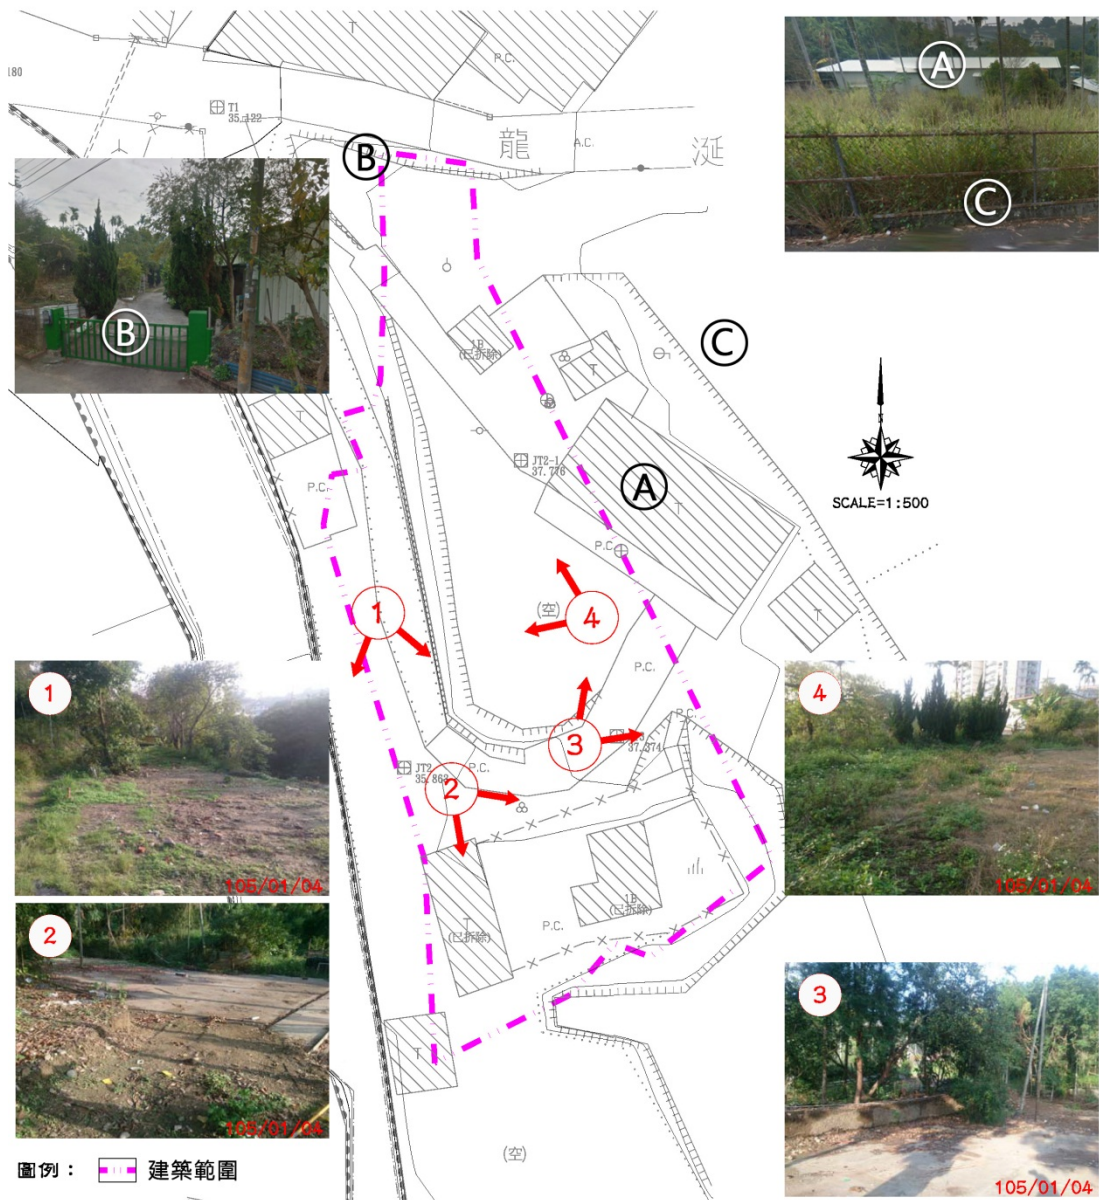 T
P.C.
180
T1
35.122
龍
涎
A.C.
A
B
C
B
1B
(已拆除)
T
C
T
JT2-1
37.776
A
T
P.C.
P.C.
SCALE=1:500
1
(空)
4
T
P.C.
1
4
P.C.
3
37.374
JT2
35.863
P.C.
2
105/01/04
105/01/04
2
T
(已拆除)
1B
(已拆除)
P.C.
3
T
105/01/04
105/01/04
(空)
圖例：
建築範圍